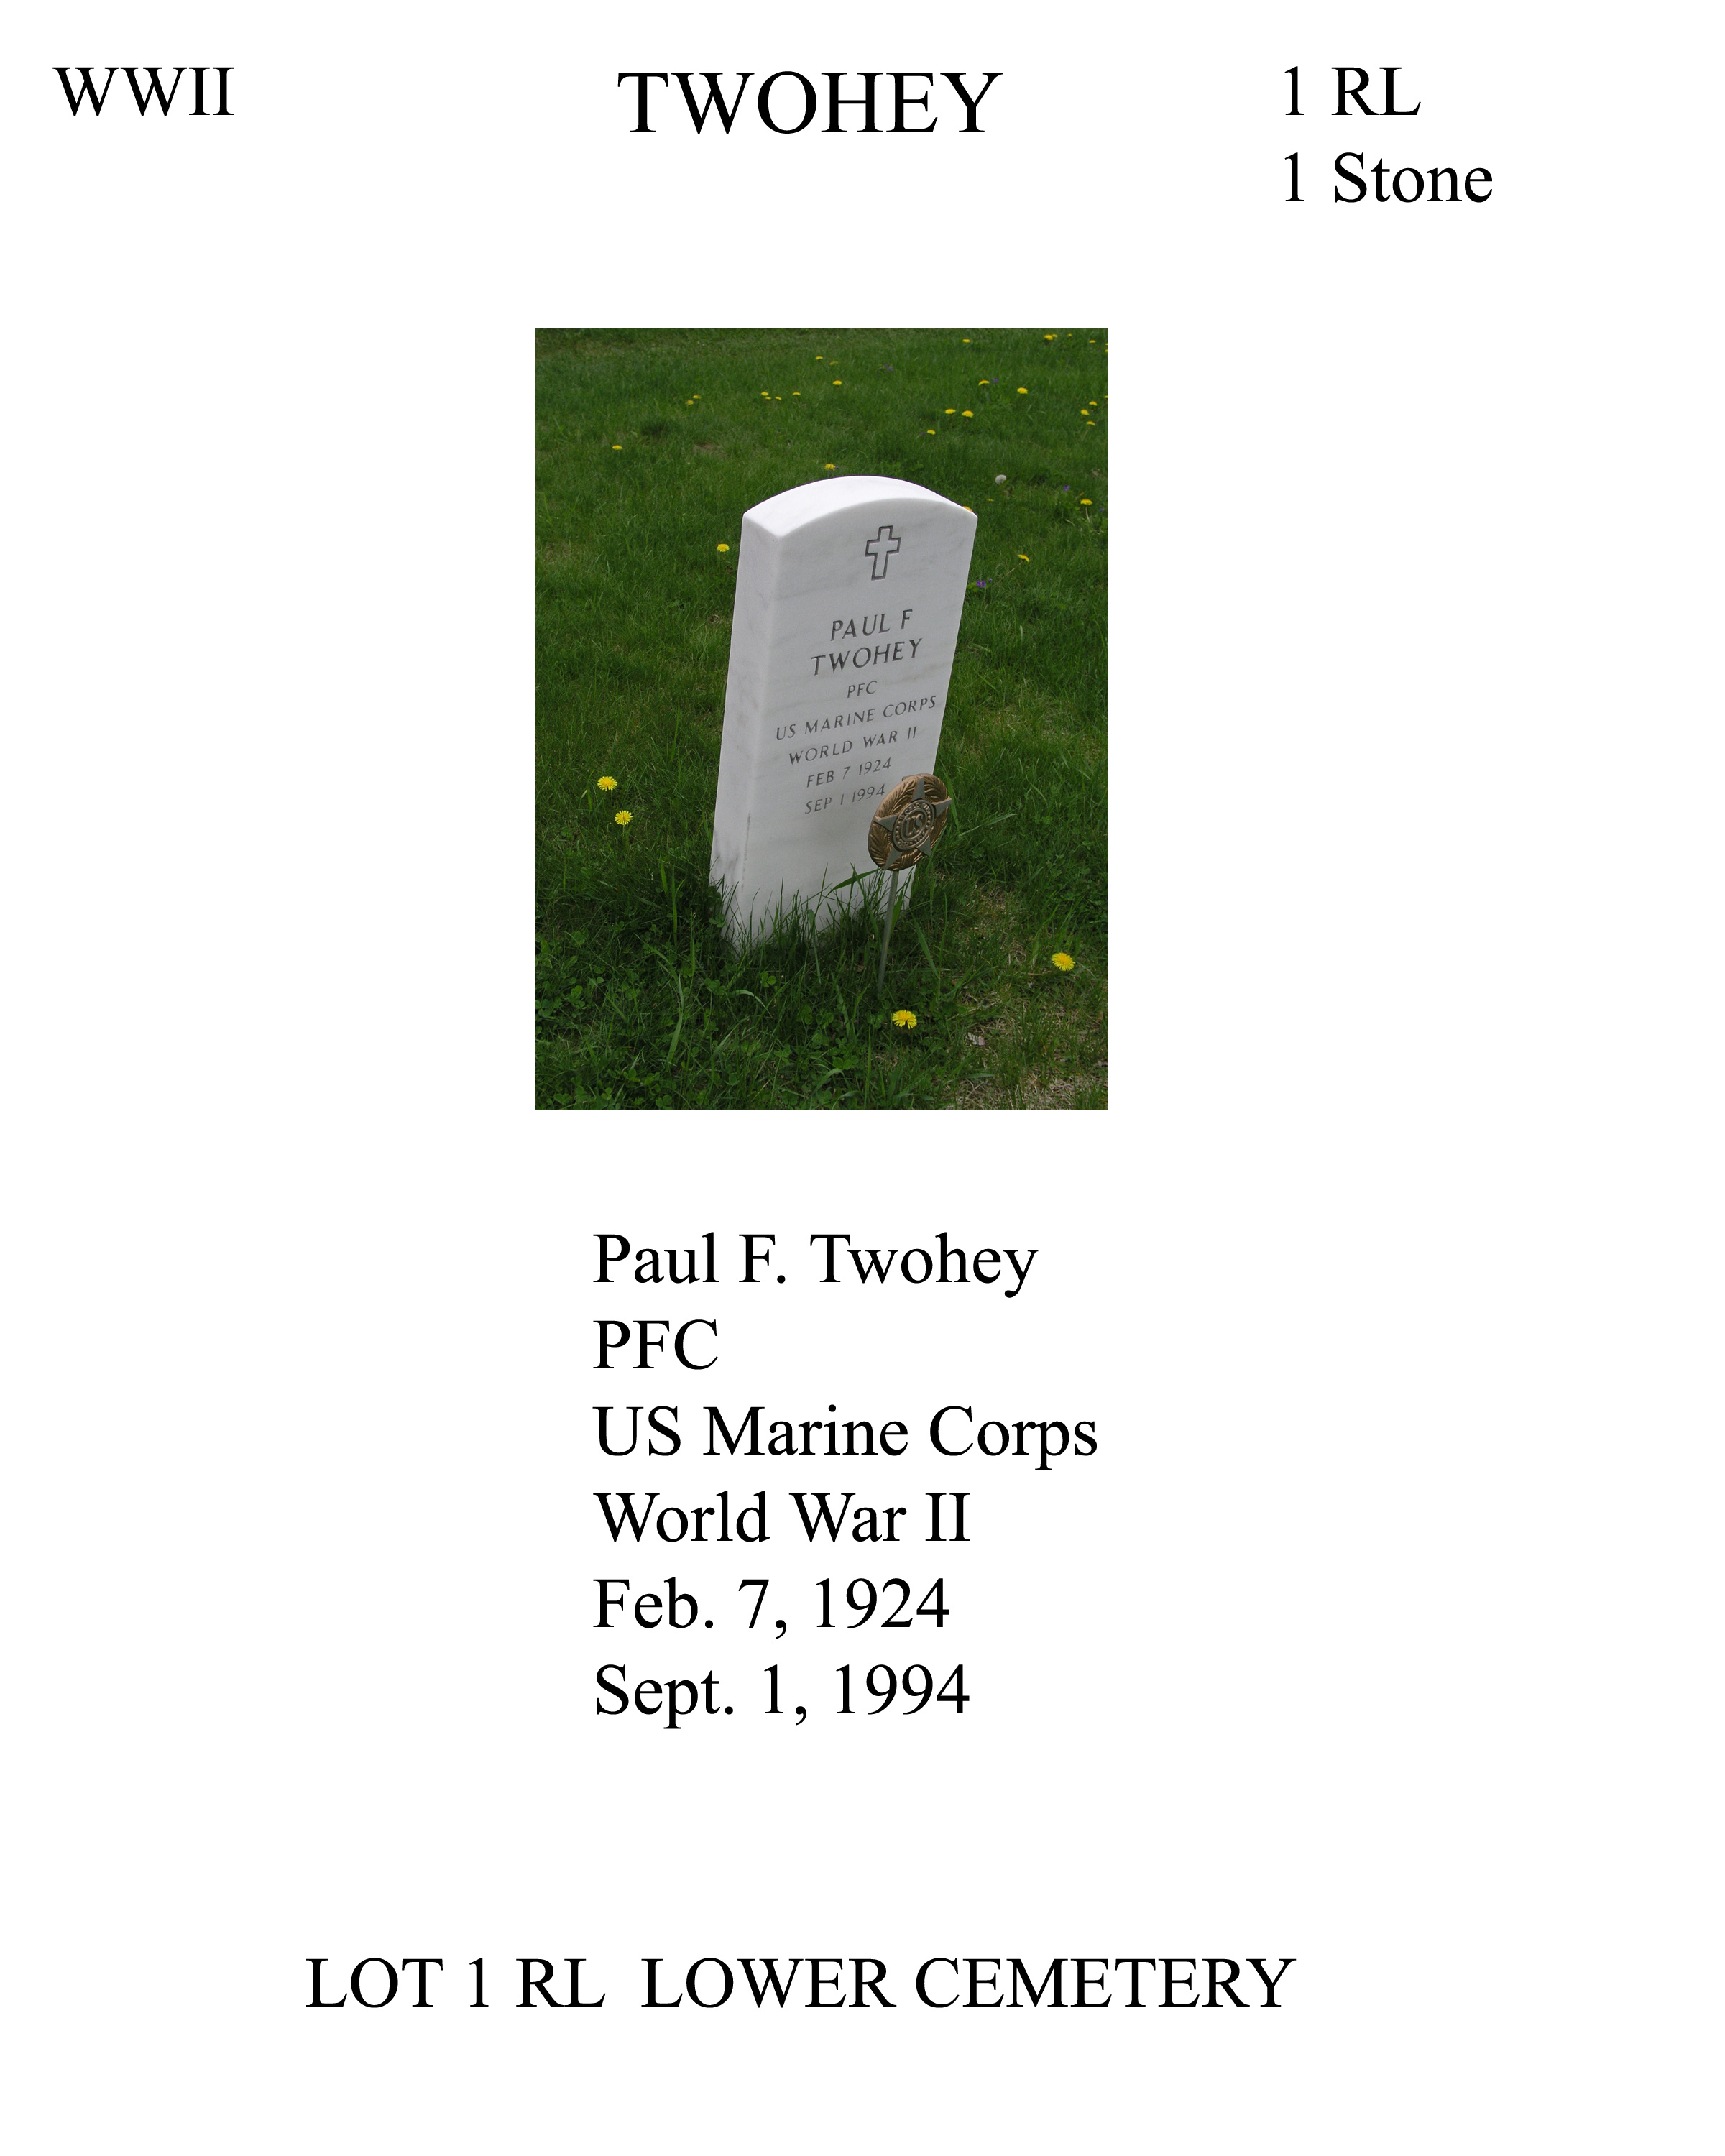 WWII
TWOHEY
1 RL
1 Stone
PAUL F
TWOHEY
PFC
US MARINE CORPS
WORLD WAR II
FEB 7 1924
SEP 1 1994
US
Paul F. Twohey
PFC
US Marine Corps
World War II
Feb. 7, 1924
Sept. 1, 1994
LOT 1 RL LOWER CEMETERY